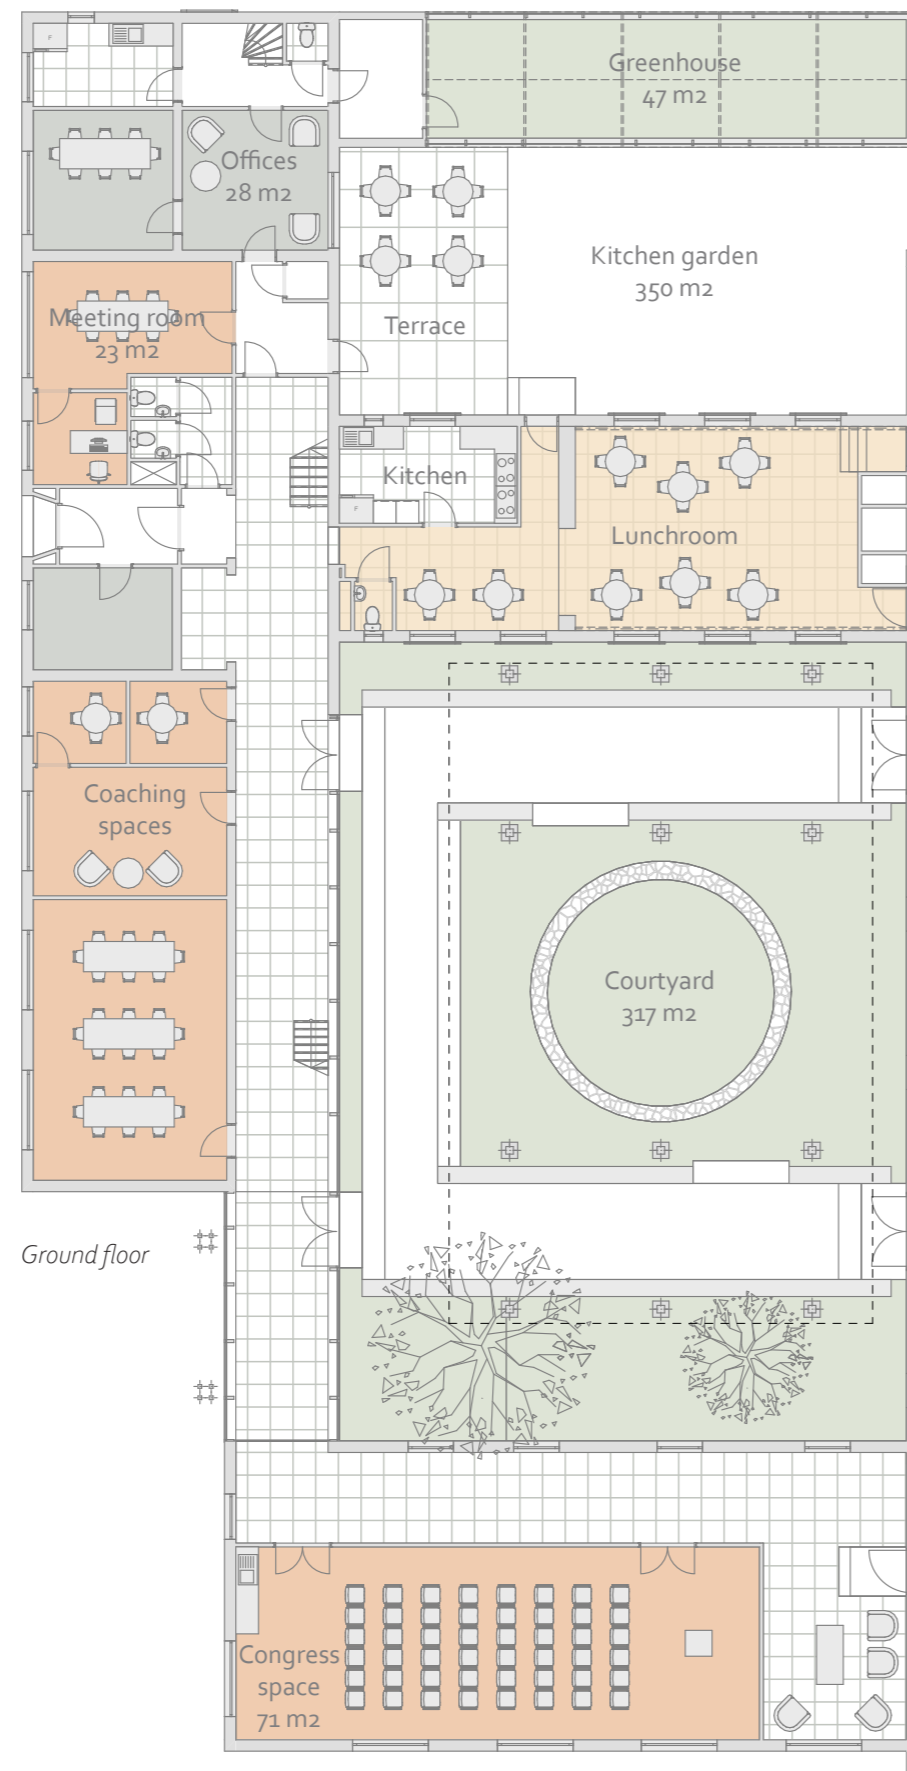 F
Greenhouse
47 m2
Offices
28 m2
Kitchen garden
350 m2
Meeting room
23 m2
Terrace
Kitchen
F
Lunchroom
Coaching
spaces
Courtyard
317 m2
Ground floor
Congress
space
71 m2